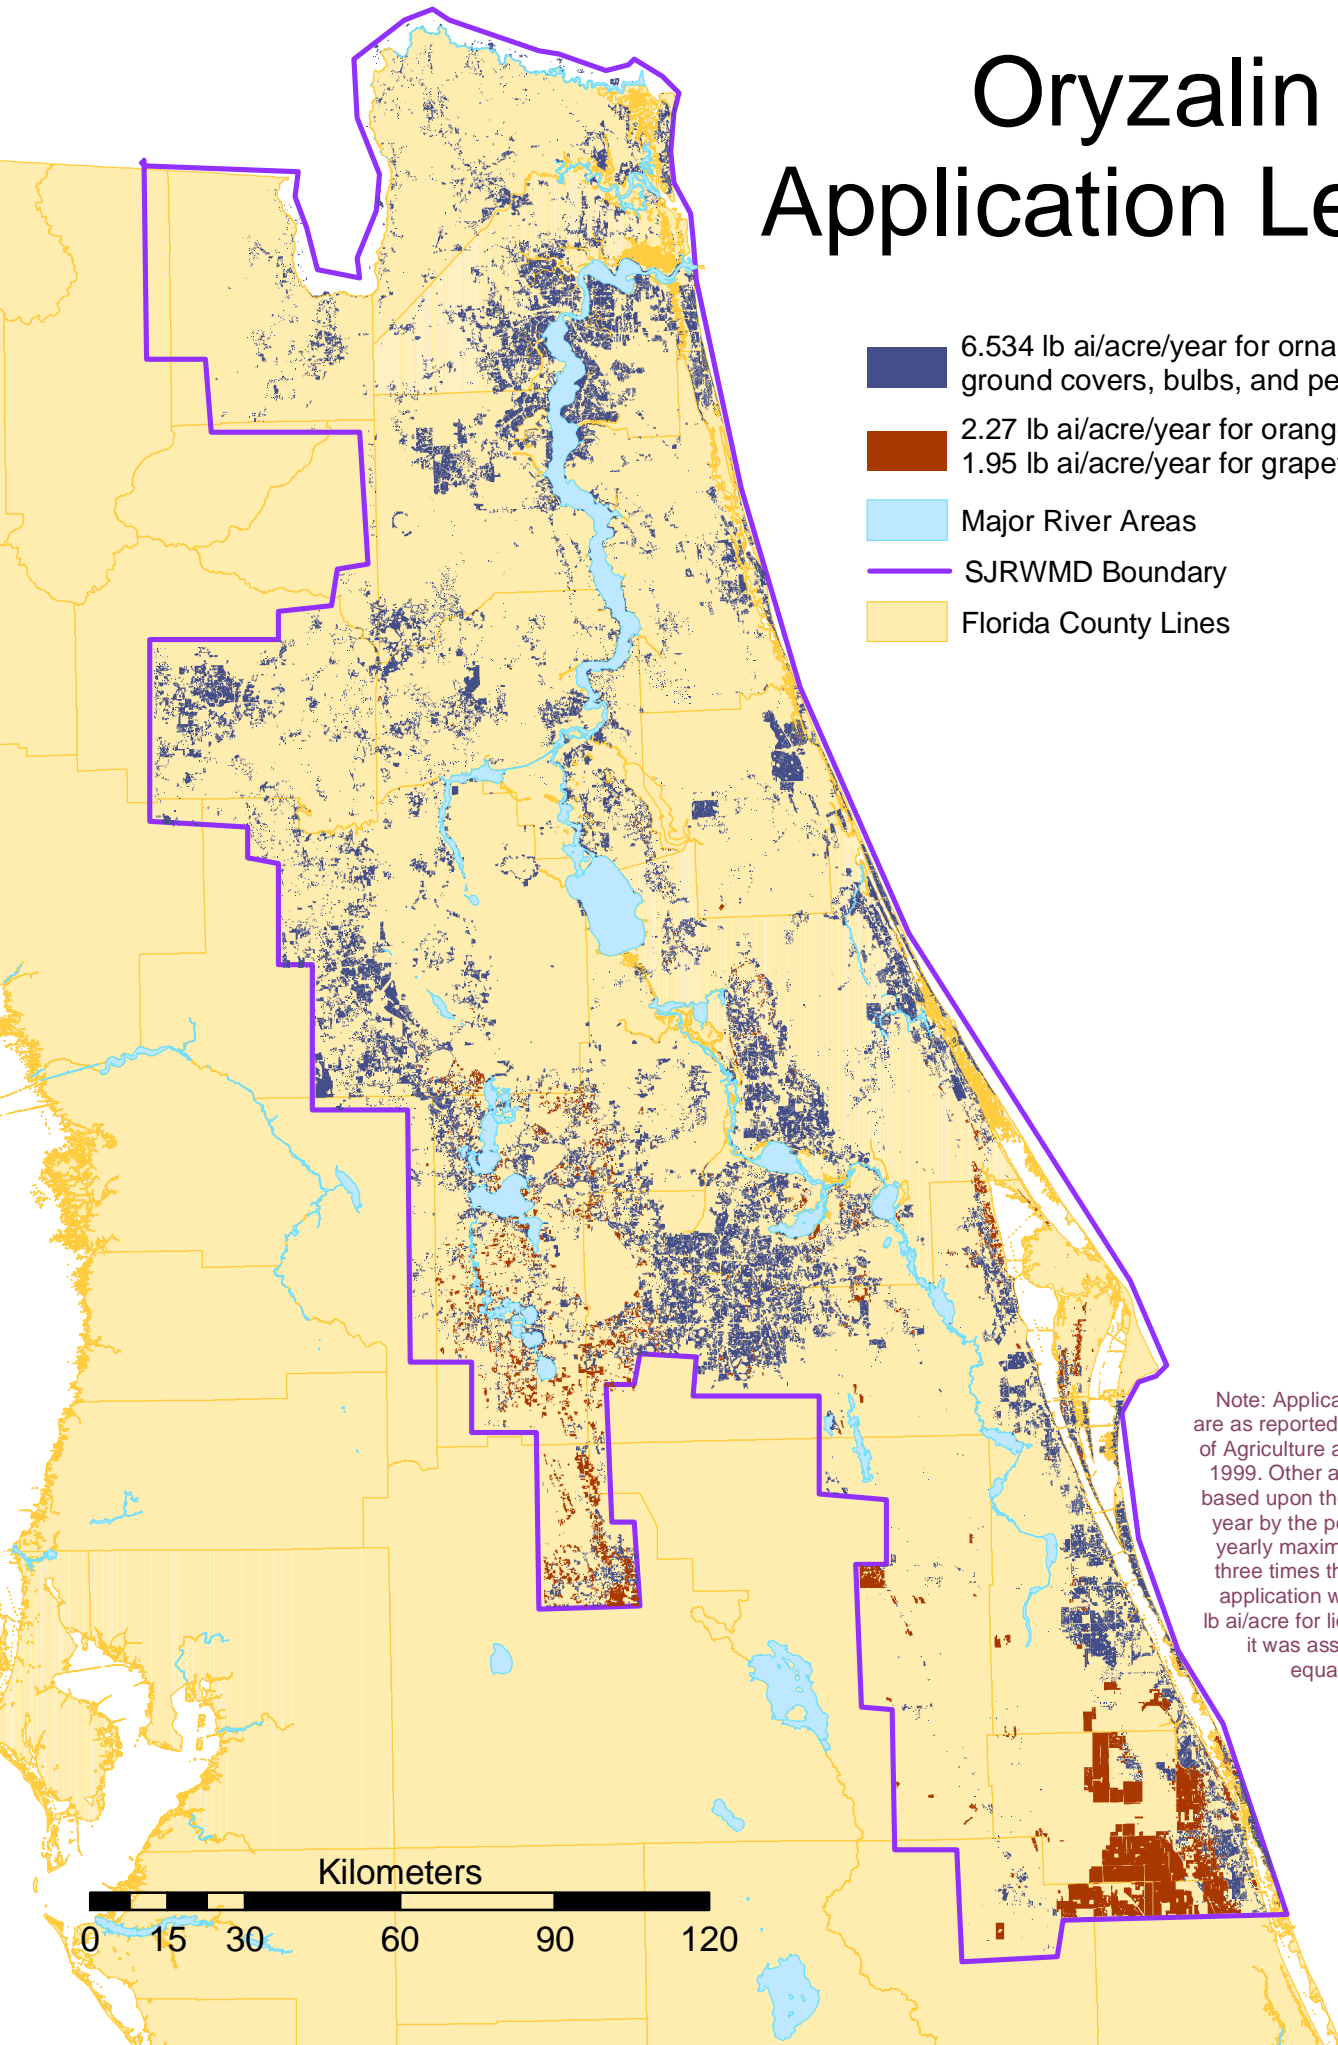 Oryzalin
Application Le
6.534 lb ai/acre/year for orna
ground covers, bulbs, and pe
2.27 lb ai/acre/year for orang
1.95 lb ai/acre/year for grape
Major River Areas
SJRWMD Boundary
Florida County Lines
Note: Applica
are as reported
of Agriculture a
1999. Other a
based upon the
year by the pe
yearly maxim
three times th
application w
lb ai/acre for li
it was ass
equa
Kilometers
0 15 30 60 90 120